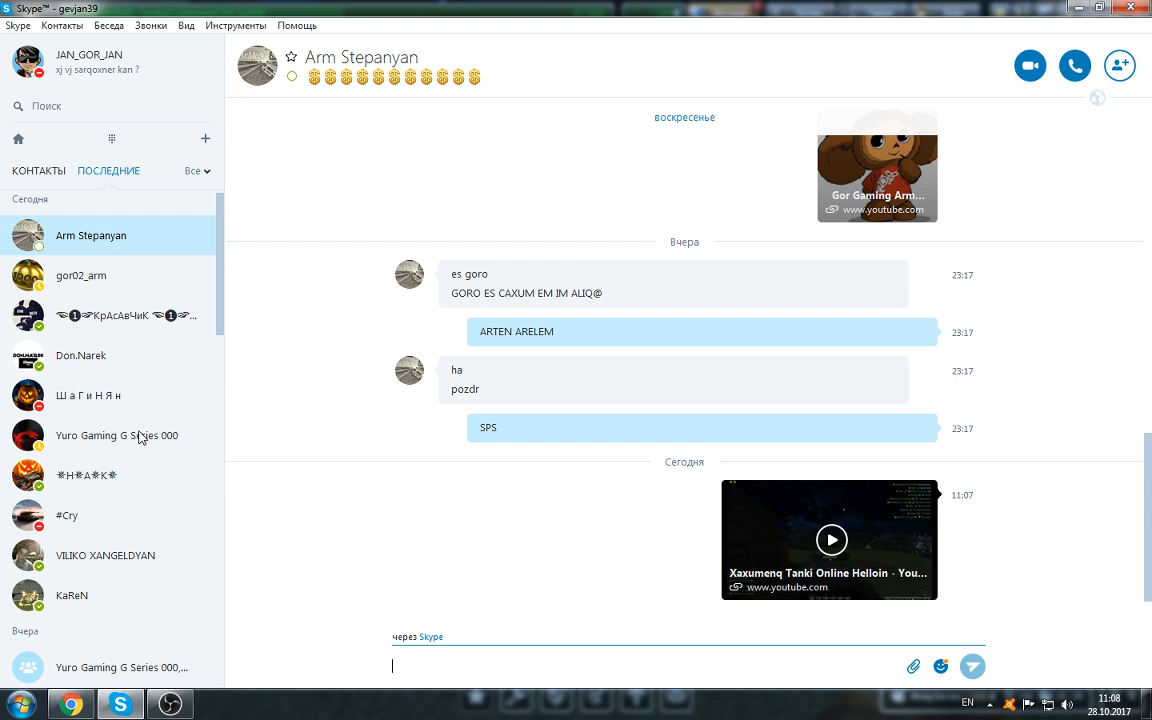 Skype™ - gevjan39
Skype Контакты Беседа Звонки Вид Инструменты Помощь
JAN_GOR_JAN
xj vj sarqoxner kan ?
Поиск
КОНТАКТЫ ПОСЛЕДНИЕ Все
Сегодня
Arm Stepanyan
gor02_arm
КрАсАвЧиК
Don.Narek
Ш а Г и Н Я н
Yuro Gaming G Series 000
✵Н✵А✵К✵
#Cry
VILIKO XANGELDYAN
KaReN
Вчера
Yuro Gaming G Series 000,...
Arm Stepanyan
воскресенье
Gor Gaming Arm...
www.youtube.com
Вчера
es goro 23:17
GORO ES CAXUM EM IM ALIQ@
ARTEN ARELEM 23:17
ha 23:17
pozdr
SPS 23:17
Сегодня
11:07
Xaxumenq Tanki Online Helloin - You...
www.youtube.com
через Skype
EN
11:08
28.10.2017